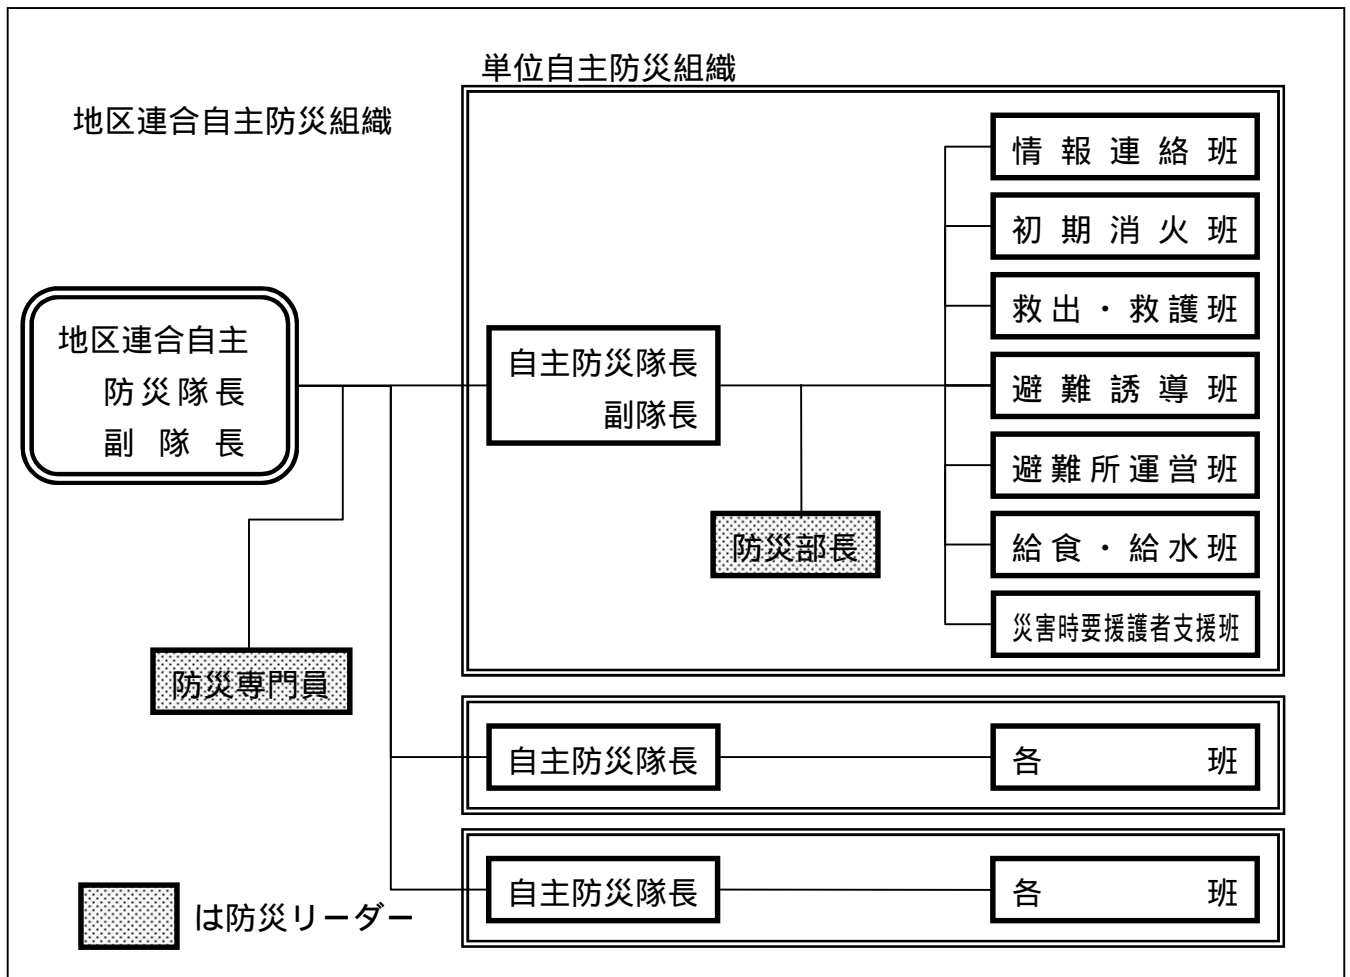 単位自主防災組織
地区連合自主防災組織
情報連絡班
初期消火班
救出・救護班
地区連合自主
防災隊長
副隊長
自主防災隊長
副隊長
避難誘導班
避難所運営班
防災部長
給食・給水班
災害時要援護者支援班
防災専門員
自主防災隊長
各班
自主防災隊長
各班
は防災リーダー